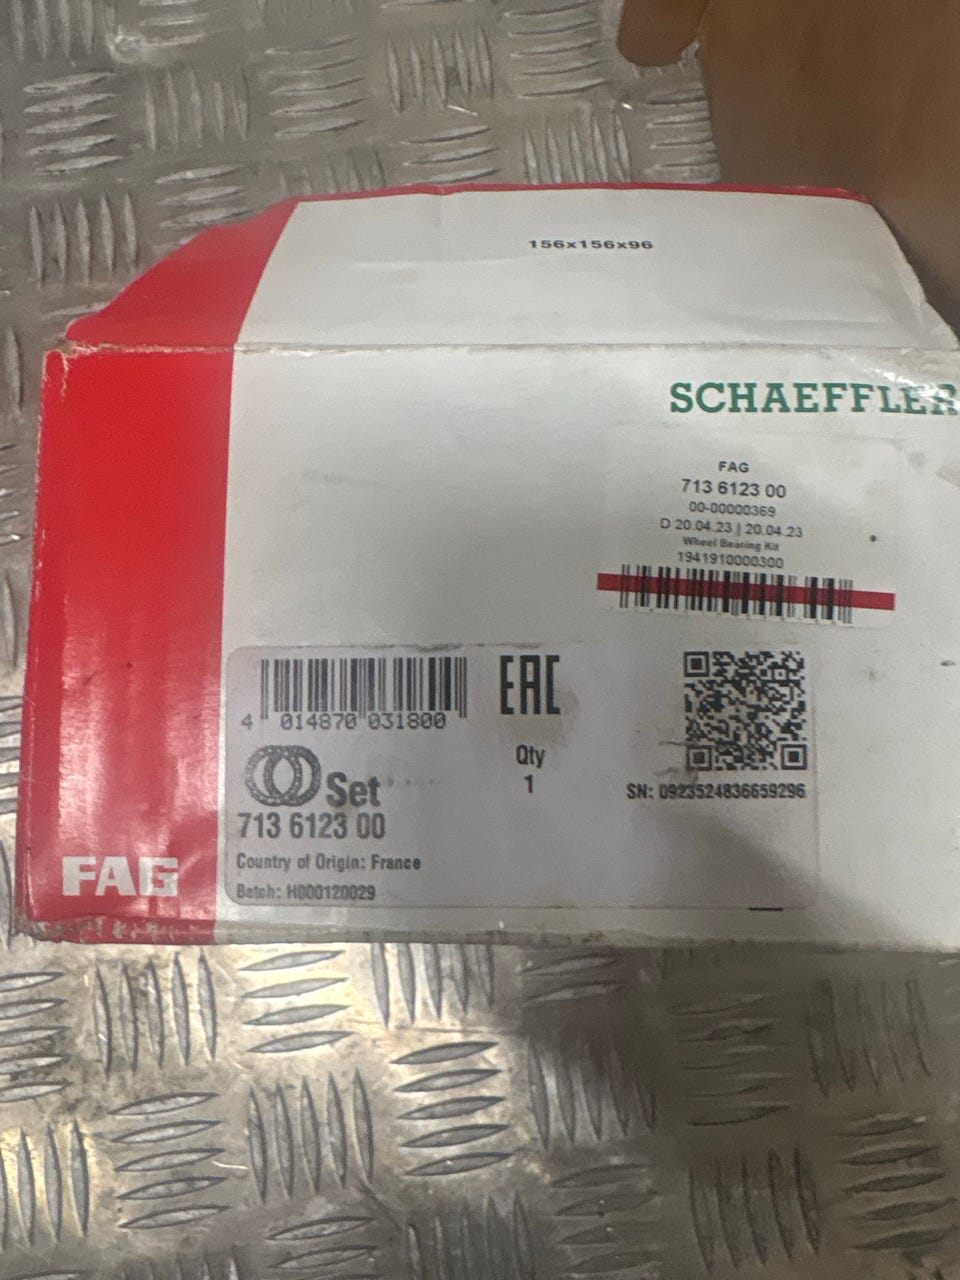 156x156x96
SCHAEFFLER
FAG
713 6123 00
00-00000369
D 20.04.23 | 20.04.23
Wheel Bearing Kit
1941910000300
4 014870 031800
EAC
Qty
1
Set
713 6123 00
SN: 0923524836659296
Country of Origin: France
Batch: H000120029
FAG